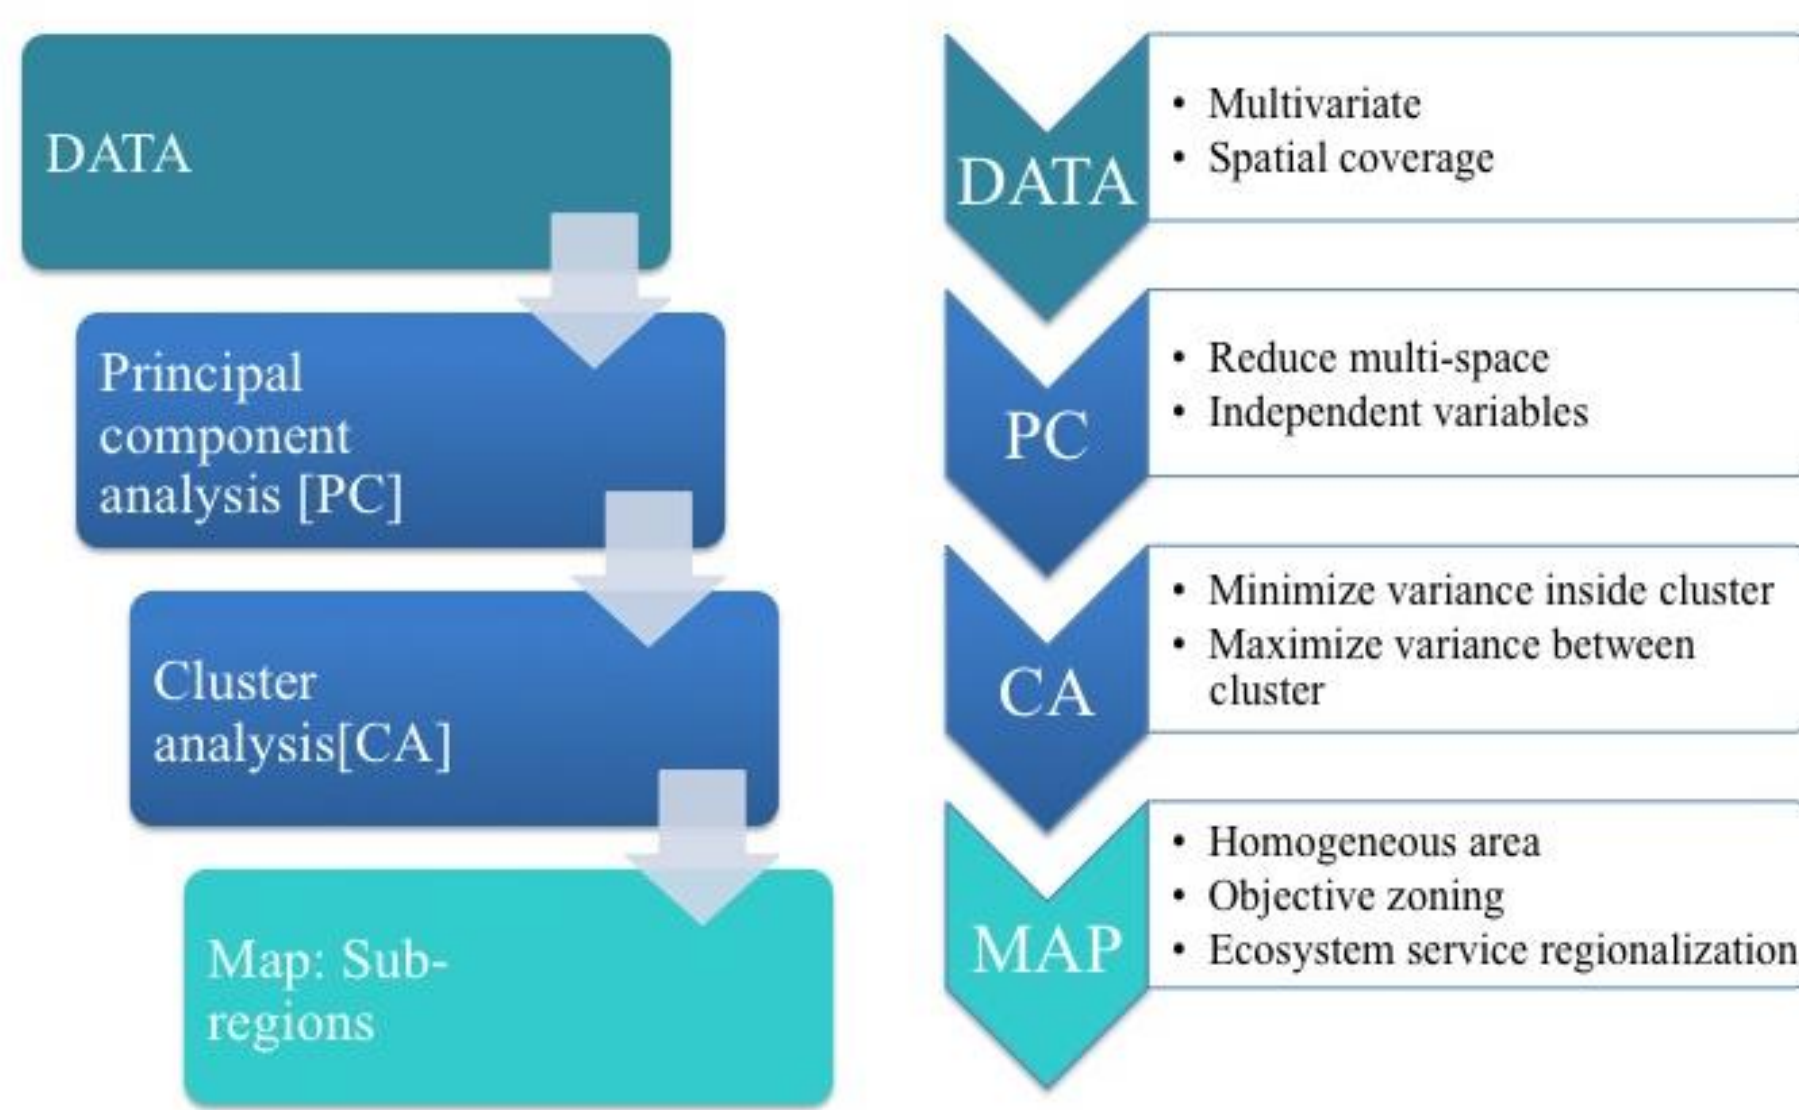 DATA
Principal
component
analysis [PC]
Cluster
analysis[CA]
Map: Sub-
regions
DATA
• Multivariate
• Spatial coverage
PC
• Reduce multi-space
• Independent variables
CA
• Minimize variance inside cluster
• Maximize variance between
cluster
MAP
• Homogeneous area
• Objective zoning
• Ecosystem service regionalization